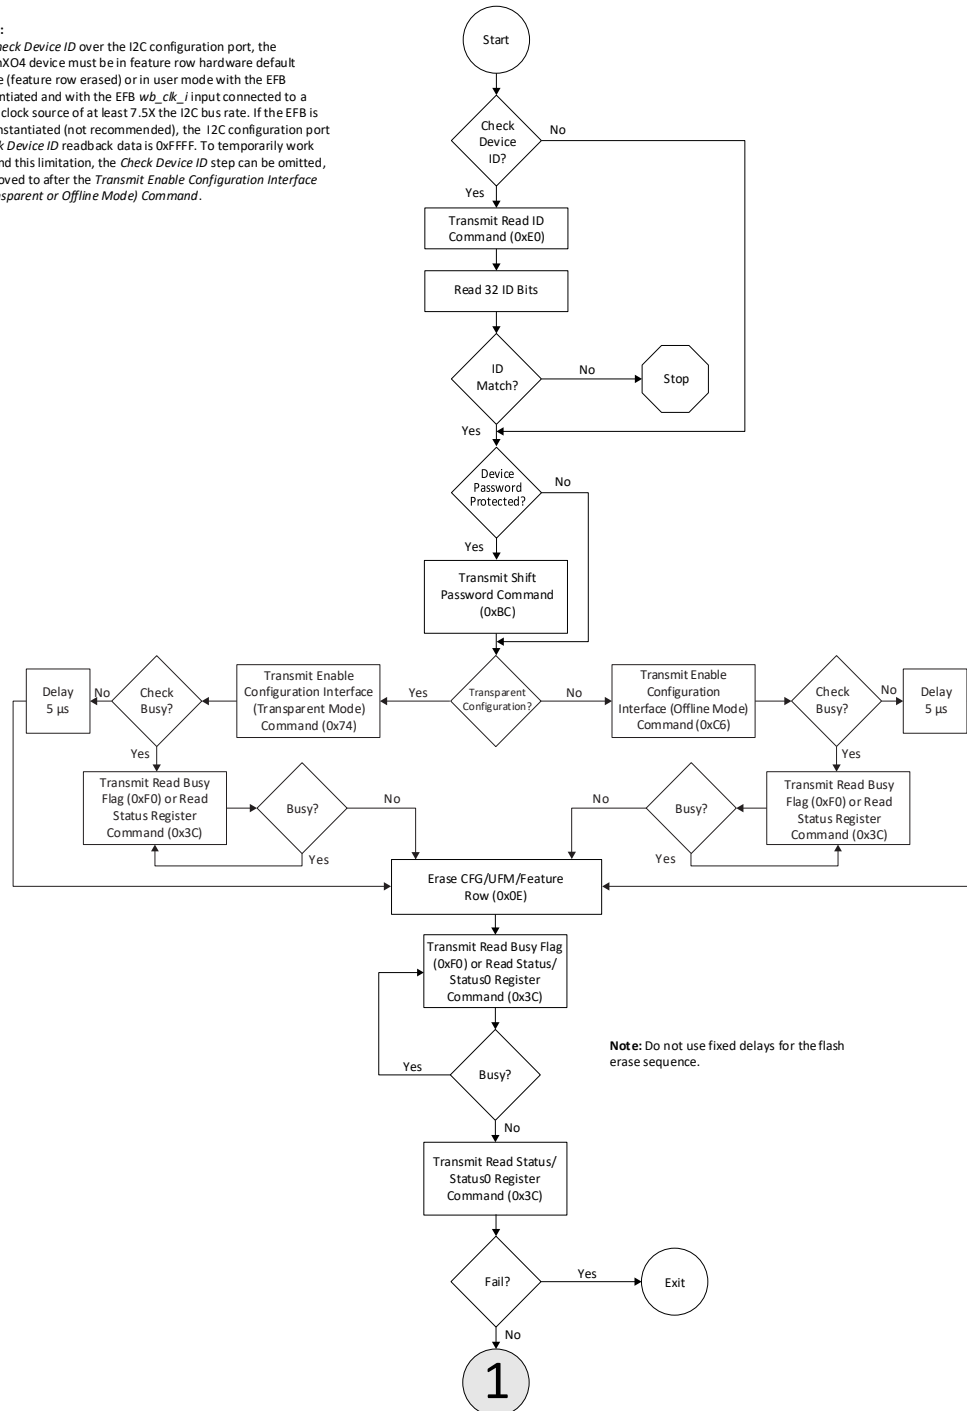 :
heck Device ID over the I2C configuration port, the
nXO4 device must be in feature row hardware default
e (feature row erased) or in user mode with the EFB
ntiated and with the EFB wb_clk_i input connected to a
clock source of at least 7.5X the I2C bus rate. If the EFB is
nstantiated (not recommended), the I2C configuration port
k Device ID readback data is 0xFFFF. To temporarily work
nd this limitation, the Check Device ID step can be omitted,
oved to after the Transmit Enable Configuration Interface
nsparent or Offline Mode) Command.
Start
Check
Device
ID?
No
Yes
Transmit Read ID
Command (0xE0)
Read 32 ID Bits
ID
Match?
No
Stop
Yes
Device
Password
Protected?
No
Yes
Transmit Shift
Password Command
(0xBC)
Delay
5 µs
No
Check
Busy?
Transmit Enable
Configuration Interface
(Transparent Mode)
Command (0x74)
Yes
Transparent
Configuration?
No
Transmit Enable
Configuration
Interface (Offline Mode)
Command (0xC6)
Check
Busy?
No
Delay
5 µs
Yes
Yes
Transmit Read Busy
Flag (0xF0) or Read
Status Register
Command (0x3C)
Busy?
No
Yes
No
Busy?
Yes
Transmit Read Busy
Flag (0xF0) or Read
Status Register
Command (0x3C)
Erase CFG/UFM/Feature
Row (0x0E)
Transmit Read Busy Flag
(0xF0) or Read Status/
Status0 Register
Command (0x3C)
Note: Do not use fixed delays for the flash
erase sequence.
Yes
Busy?
No
Transmit Read Status/
Status0 Register
Command (0x3C)
Fail?
Yes
Exit
No
1